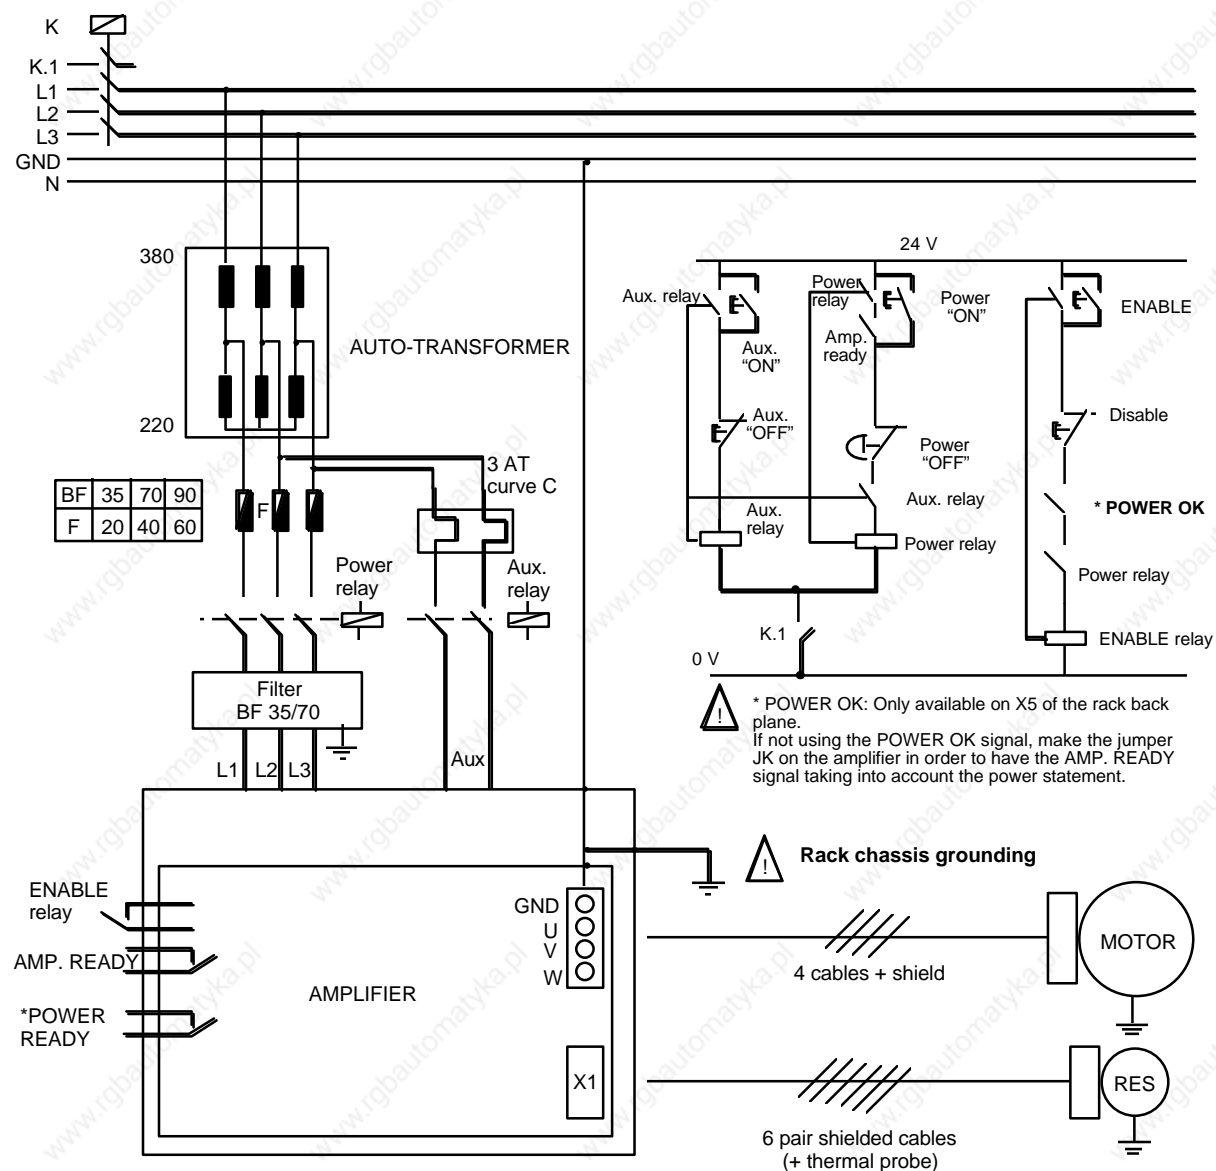 K
K.1
L1
L2
L3
GND
N
380
220
AUTO-TRANSFORMER
24 V
Aux. relay
Aux.
“ON”
Power
relay
Amp.
ready
Power
“ON”
ENABLE
Aux.
“OFF”
Power
“OFF”
Disable
Aux.
relay
Aux. relay
Power relay
* POWER OK
Power relay
ENABLE relay
K.1
0 V
3 AT
curve C
BF 35 70 90
F 20 40 60
F
Power
relay
Aux.
relay
Filter
BF 35/70
L1 L2 L3
Aux
!
* POWER OK: Only available on X5 of the rack back
plane.
If not using the POWER OK signal, make the jumper
JK on the amplifier in order to have the AMP. READY
signal taking into account the power statement.
!
Rack chassis grounding
ENABLE
relay
AMP. READY
*POWER
READY
AMPLIFIER
GND
U
V
W
X1
4 cables + shield
MOTOR
6 pair shielded cables
(+ thermal probe)
RES
www.rgbautomatyka.pl